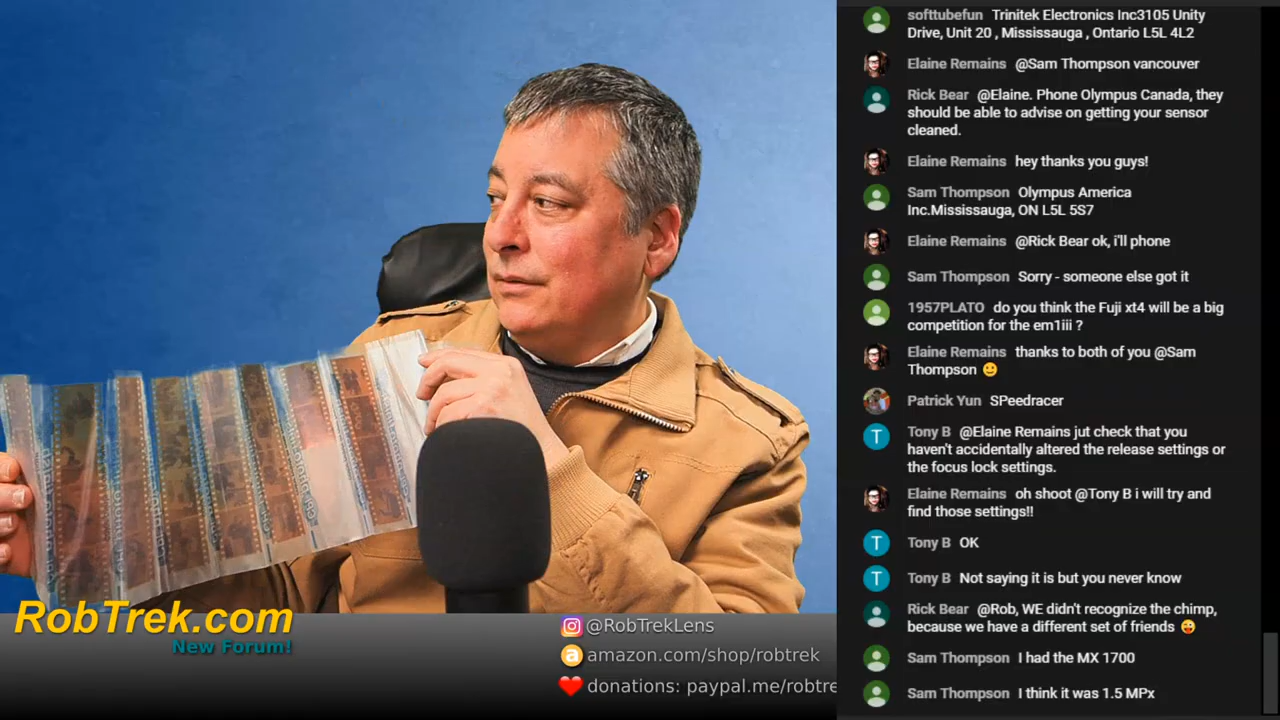 RobTrek.com
New Forum!
@RobTrekLens
amazon.com/shop/robtrek
donations: paypal.me/robtre
softtubefun Trinitek Electronics Inc3105 Unity
Drive, Unit 20 , Mississauga , Ontario L5L 4L2
Elaine Remains @Sam Thompson vancouver
Rick Bear @Elaine. Phone Olympus Canada, they
should be able to advise on getting your sensor
cleaned.
Elaine Remains hey thanks you guys!
Sam Thompson Olympus America
Inc.Mississauga, ON L5L 5S7
Elaine Remains @Rick Bear ok, i'll phone
Sam Thompson Sorry - someone else got it
1957PLATO do you think the Fuji xt4 will be a big
competition for the em1iii ?
Elaine Remains thanks to both of you @Sam
Thompson 😀
Patrick Yun SPeedracer
T
Tony B @Elaine Remains jut check that you
haven't accidentally altered the release settings or
the focus lock settings.
Elaine Remains oh shoot @Tony B i will try and
find those settings!!
T
Tony B OK
T
Tony B Not saying it is but you never know
Rick Bear @Rob, WE didn't recognize the chimp,
because we have a different set of friends 😜
Sam Thompson I had the MX 1700
Sam Thompson I think it was 1.5 MPx